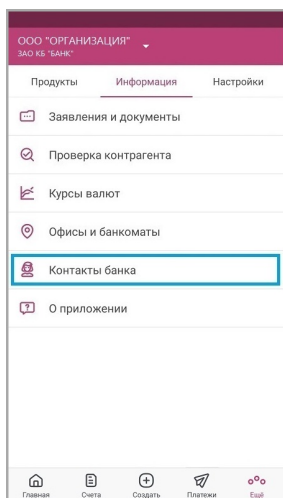 ООО "ОРГАНИЗАЦИЯ"
ЗАО КБ "БАНК"
Продукты Информация Настройки
Заявления и документы
Проверка контрагента
Курсы валют
Офисы и банкоматы
Контакты банка
О приложении
Главная Счета Создать Платежи Ещё